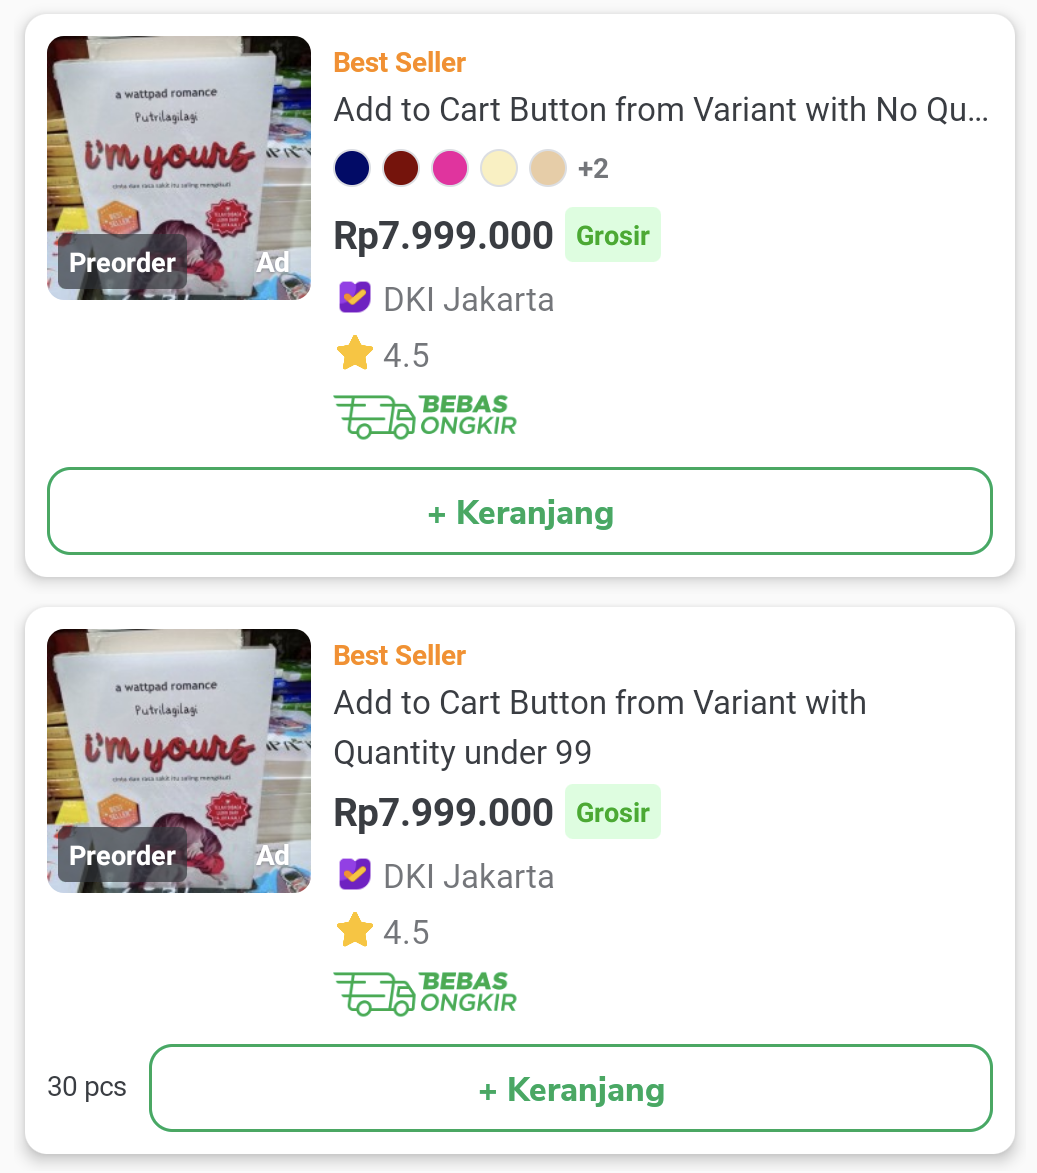 a wattpad romance
Putrilagilagi
i'm yours
cinta dan rasa sakit itu saling mengikuti
BEST
SELLER
Preorder
Ad
Best Seller
Add to Cart Button from Variant with No Qu...
+2
Rp7.999.000
Grosir
DKI Jakarta
4.5
BEBAS
ONGKIR
+ Keranjang
a wattpad romance
Putrilagilagi
i'm yours
cinta dan rasa sakit itu saling mengikuti
BEST
SELLER
Preorder
Ad
Best Seller
Add to Cart Button from Variant with
Quantity under 99
Rp7.999.000
Grosir
DKI Jakarta
4.5
BEBAS
ONGKIR
30 pcs
+ Keranjang